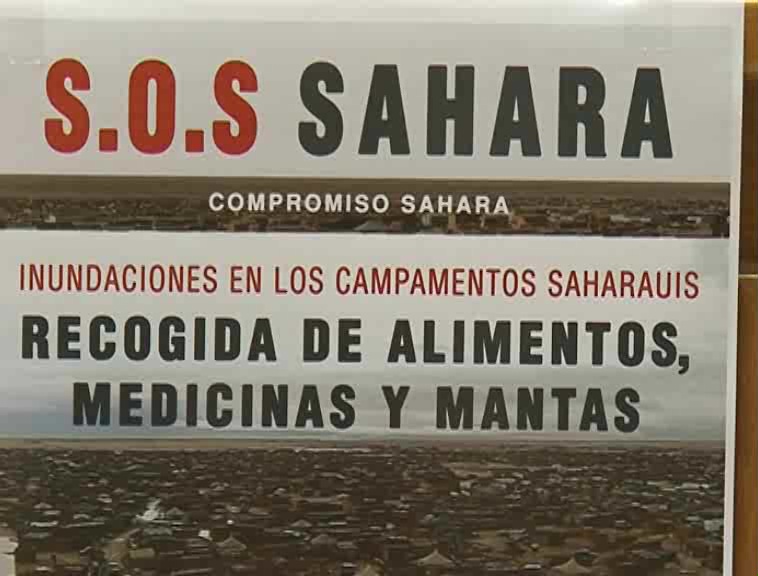 S.O.S SAHARA
COMPROMISO SAHARA
INUNDACIONES EN LOS CAMPAMENTOS SAHARAUIS
RECOGIDA DE ALIMENTOS,
MEDICINAS Y MANTAS